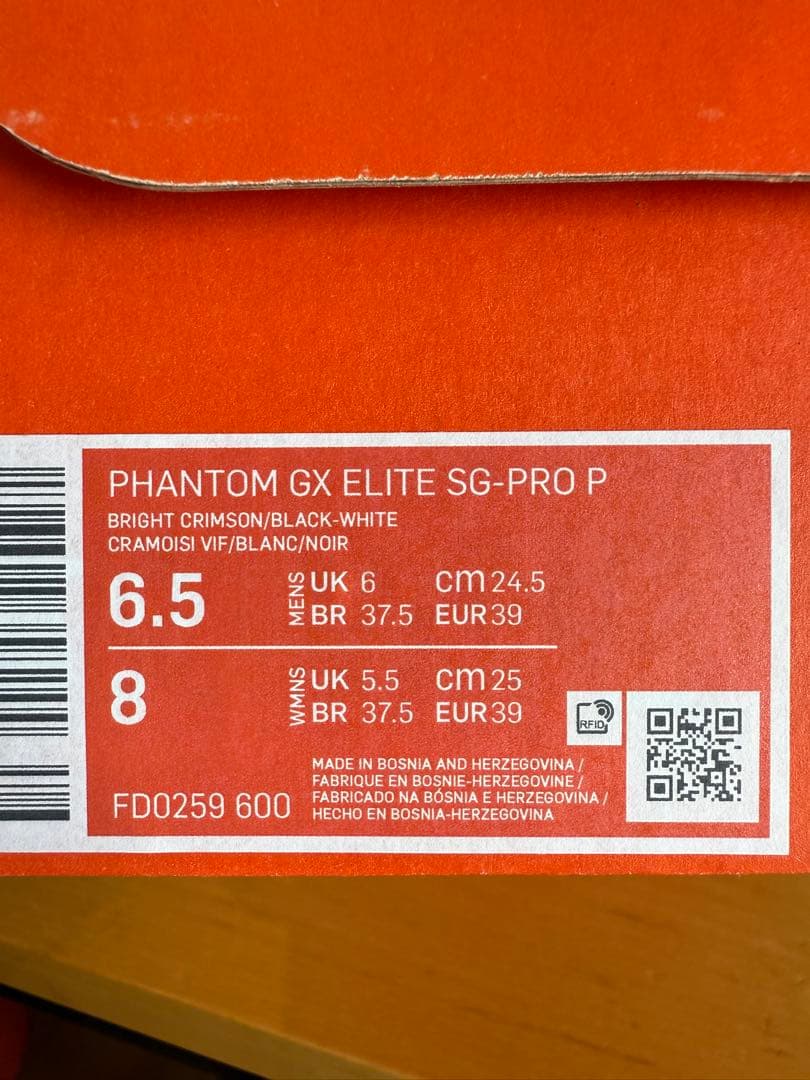 PHANTOM GX ELITE SG-PRO P
BRIGHT CRIMSON/BLACK-WHITE
CRAMOISI VIF/BLANC/NOIR
6.5 MENS UK 6 cm 24.5
BR 37.5 EUR 39
8 WMNS UK 5.5 cm 25
BR 37.5 EUR 39
RFID
MADE IN BOSNIA AND HERZEGOVINA /
FABRIQUE EN BOSNIE-HERZEGOVINE /
FABRICADO NA BÓSNIA E HERZEGOVINA /
HECHO EN BOSNIA-HERZEGOVINA
FD0259 600